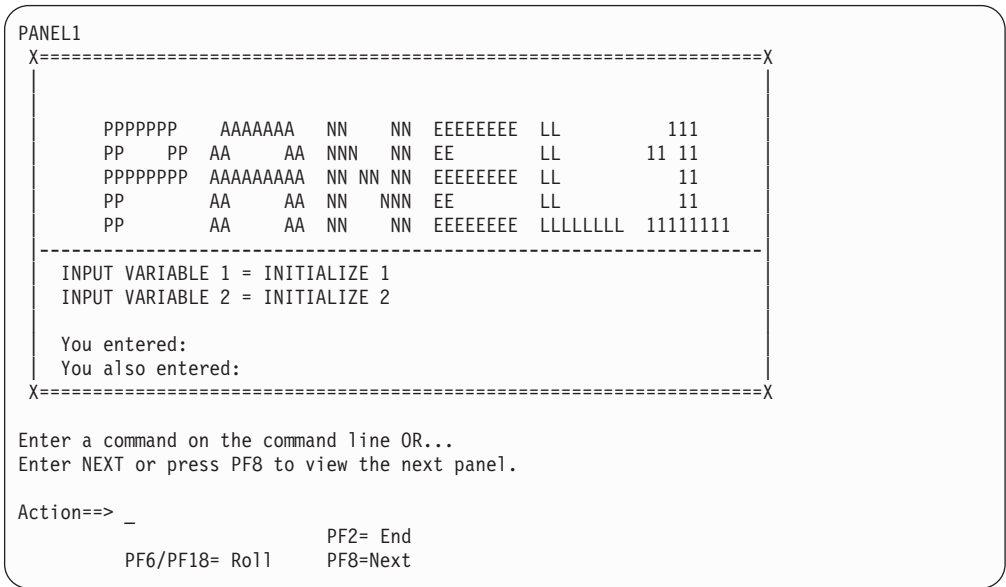 PANEL1
X====================================================================X
PPPPPPP    AAAAAAA   NN    NN  EEEEEEEE  LL          111
PP    PP  AA     AA  NNN   NN  EE        LL        11 11
PPPPPPPP  AAAAAAAAA  NN NN NN  EEEEEEEE  LL           11
PP        AA     AA  NN   NNN  EE        LL           11
PP        AA     AA  NN    NN  EEEEEEEE  LLLLLLLL  11111111
|--------------------------------------------------------------------|
INPUT VARIABLE 1 = INITIALIZE 1
INPUT VARIABLE 2 = INITIALIZE 2
You entered:
You also entered:
X====================================================================X
Enter a command on the command line OR...
Enter NEXT or press PF8 to view the next panel.
Action==> _
PF2= End
PF6/PF18= Roll     PF8=Next